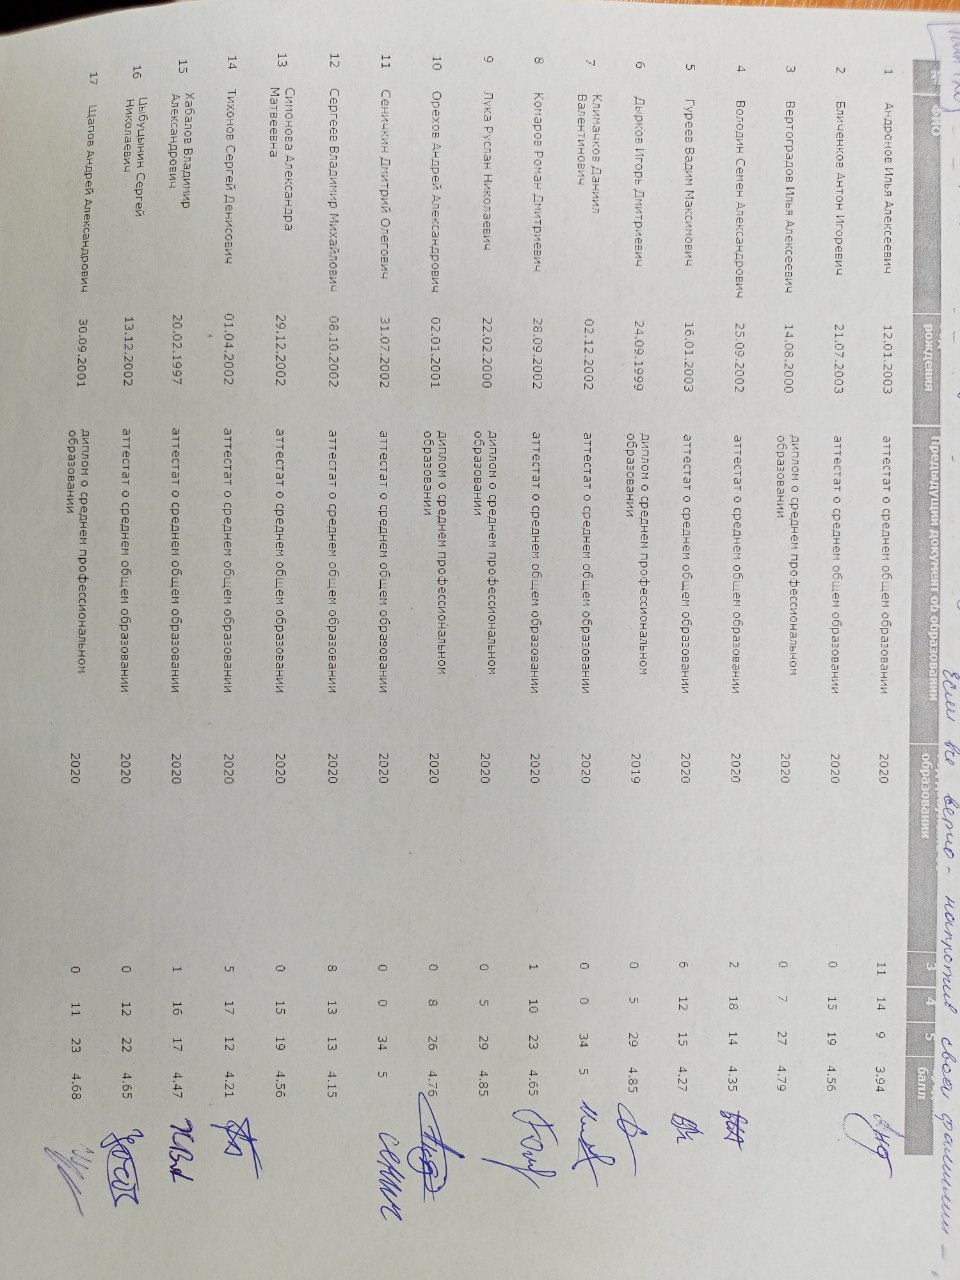 Если все верно - напротив своей фамилии -
№ ФИО рождения Предыдущий документ об образовании образовании 3 4 5 балл
1 Андронов Илья Алексеевич 12.01.2003 аттестат о среднем общем образовании 2020 11 14 9 3.94
2 Бличенков Антон Игоревич 21.07.2003 аттестат о среднем общем образовании 2020 0 15 19 4.56
3 Вертоградов Илья Алексеевич 14.08.2000 диплом о среднем профессиональном 2020 0 7 27 4.79
образовании
4 Володин Семен Александрович 25.09.2002 аттестат о среднем общем образовании 2020 2 18 14 4.35
5 Гуреев Вадим Максимович 16.01.2003 аттестат о среднем общем образовании 2020 6 12 15 4.27
6 Дырков Игорь Дмитриевич 24.09.1999 диплом о среднем профессиональном 2019 0 5 29 4.85
образовании
7 Климачков Даниил 02.12.2002 аттестат о среднем общем образовании 2020 0 0 34 5
Валентинович
8 Комаров Роман Дмитриевич 28.09.2002 аттестат о среднем общем образовании 2020 1 10 23 4.65
9 Лука Руслан Николаевич 22.02.2000 диплом о среднем профессиональном 2020 0 5 29 4.85
образовании
10 Орехов Андрей Александрович 02.01.2001 диплом о среднем профессиональном 2020 0 8 26 4.76
образовании
11 Сеничкин Дмитрий Олегович 31.07.2002 аттестат о среднем общем образовании 2020 0 0 34 5
12 Сергеев Владимир Михайлович 08.10.2002 аттестат о среднем общем образовании 2020 8 13 13 4.15
13 Симонова Александра 29.12.2002 аттестат о среднем общем образовании 2020 0 15 19 4.56
Матвеевна
14 Тихонов Сергей Денисович 01.04.2002 аттестат о среднем общем образовании 2020 5 17 12 4.21
15 Хабалов Владимир 20.02.1997 аттестат о среднем общем образовании 2020 1 16 17 4.47
Александрович
16 Цыбуцынин Сергей 13.12.2002 аттестат о среднем общем образовании 2020 0 12 22 4.65
Николаевич
17 Щапов Андрей Александрович 30.09.2001 диплом о среднем профессиональном 2020 0 11 23 4.68
образовании